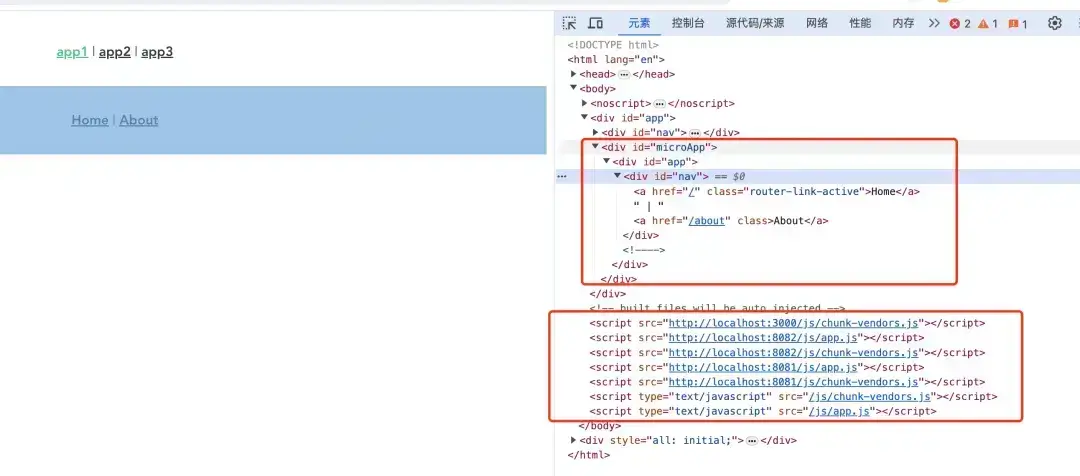 app1 | app2 | app3
Home | About
元素 控制台 源代码/来源 网络 性能 内存 >> 2 1 1
<!DOCTYPE html>
<html lang="en">
<head> … </head>
<body>
<noscript> … </noscript>
<div id="app">
<div id="nav"> … </div>
<div id="microApp">
<div id="app">
… <div id="nav"> == $0
<a href="/" class="router-link-active">Home</a>
" | "
<a href="/about" class>About</a>
</div>
<!---->
</div>
</div>
</div>
<!-- built files will be auto injected -->
<script src="http://localhost:3000/js/chunk-vendors.js"></script>
<script src="http://localhost:8082/js/app.js"></script>
<script src="http://localhost:8082/js/chunk-vendors.js"></script>
<script src="http://localhost:8081/js/app.js"></script>
<script src="http://localhost:8081/js/chunk-vendors.js"></script>
<script type="text/javascript" src="/js/chunk-vendors.js"></script>
<script type="text/javascript" src="/js/app.js"></script>
</body>
<div style="all: initial;"> … </div>
</html>